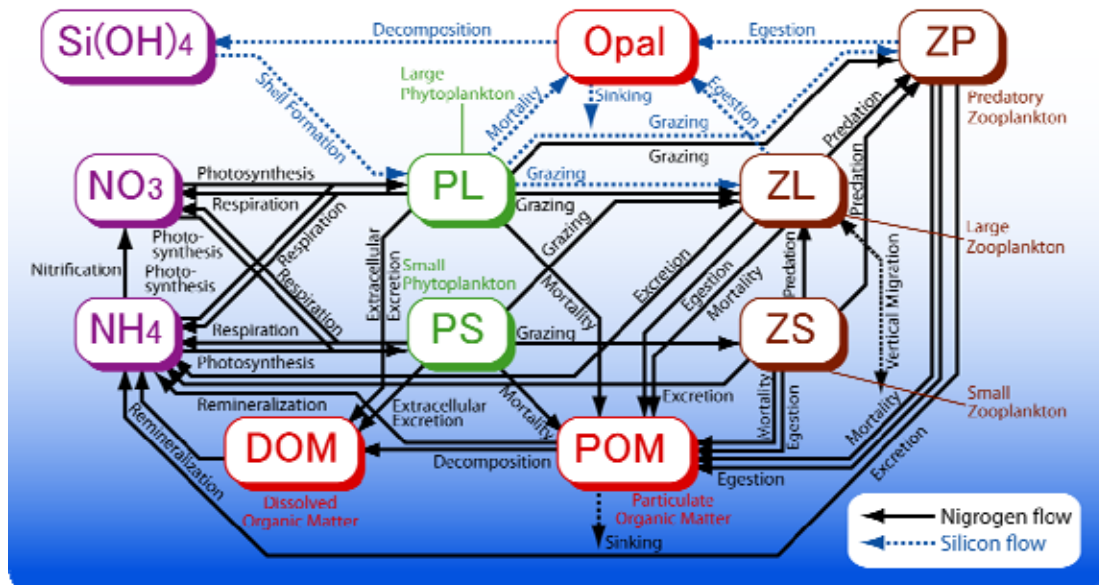 Si(OH)4
Decomposition
Opal
Egestion
ZP
Large
Phytoplankton
Shell Formation
Mortality
Sinking
Egestion
Grazing
Predation
Predatory
Zooplankton
Grazing
NO3
Photosynthesis
PL
Grazing
ZL
Respiration
Grazing
Predation
Photo-
synthesis
Respiration
Extracellular
Excretion
Grazing
Large
Zooplankton
Nitrification
Photo-
synthesis
Respiration
Small
Phytoplankton
Mortality
Excretion
Egestion
Mortality
Predation
Vertical Migration
NH4
Respiration
PS
Grazing
ZS
Photosynthesis
Remineralization
Extracellular
Excretion
Mortality
Excretion
Mortality
Egestion
Small
Zooplankton
Remineralization
DOM
Decomposition
POM
Mortality
Excretion
Egestion
Dissolved
Organic Matter
Particulate
Organic Matter
Sinking
Nigrogen flow
Silicon flow